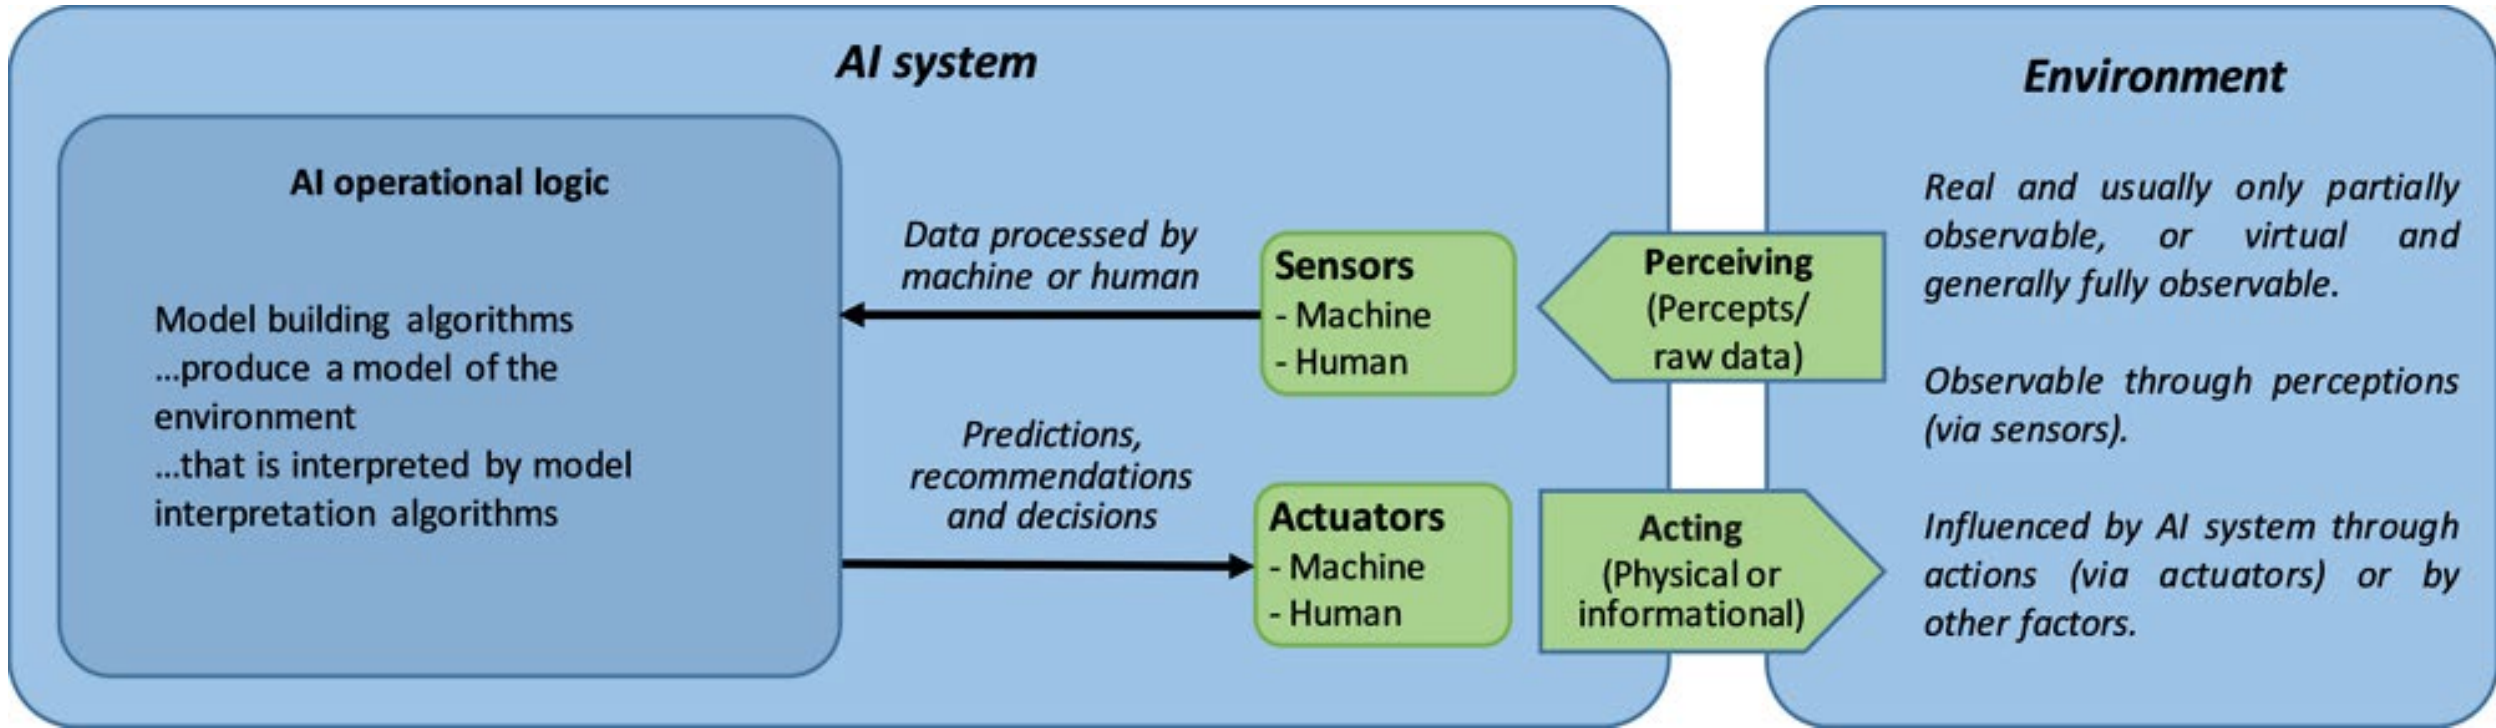 AI system
AI operational logic
Model building algorithms
...produce a model of the
environment
...that is interpreted by model
interpretation algorithms
Data processed by
machine or human
Predictions,
recommendations
and decisions
Sensors
- Machine
- Human
Actuators
- Machine
- Human
Perceiving
(Percepts/
raw data)
Acting
(Physical or
informational)
Environment
Real and usually only partially
observable, or virtual and
generally fully observable.
Observable through perceptions
(via sensors).
Influenced by AI system through
actions (via actuators) or by
other factors.